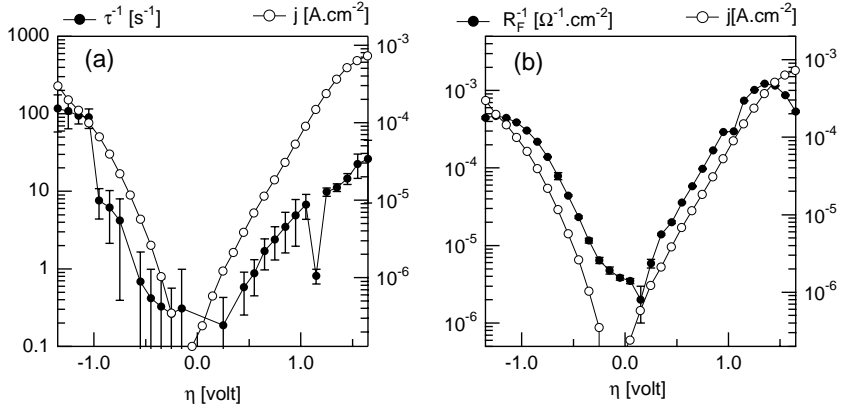 τ⁻¹ [s⁻¹] j [A.cm⁻²]
(a)
1000
100
10
1
0.1
10⁻³
10⁻⁴
10⁻⁵
10⁻⁶
-1.0 0.0 1.0
η [volt]
R_F⁻¹ [Ω⁻¹.cm⁻²] j[A.cm⁻²]
(b)
10⁻³
10⁻⁴
10⁻⁵
10⁻⁶
10⁻³
10⁻⁴
10⁻⁵
10⁻⁶
-1.0 0.0 1.0
η [volt]